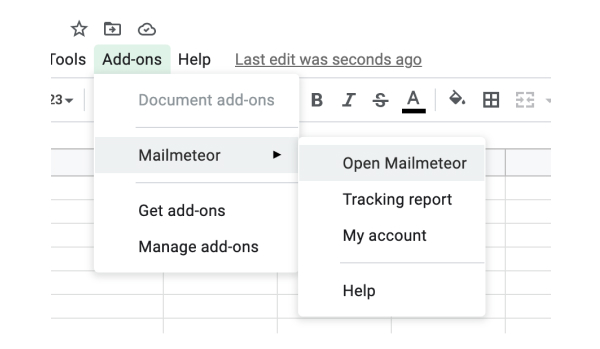 Tools Add-ons Help Last edit was seconds ago
23
Document add-ons B I S A
Mailmeteor
Open Mailmeteor
Tracking report
Get add-ons
My account
Manage add-ons
Help